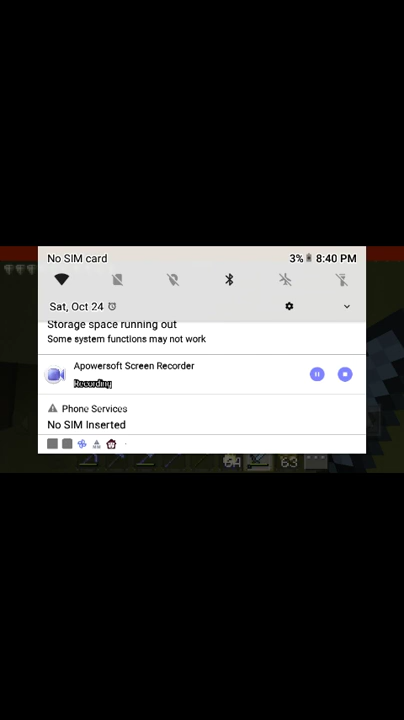 No SIM card
3% 8:40 PM
Sat, Oct 24
Storage space running out
Some system functions may not work
Apowersoft Screen Recorder
Recording
Phone Services
No SIM Inserted
64 63